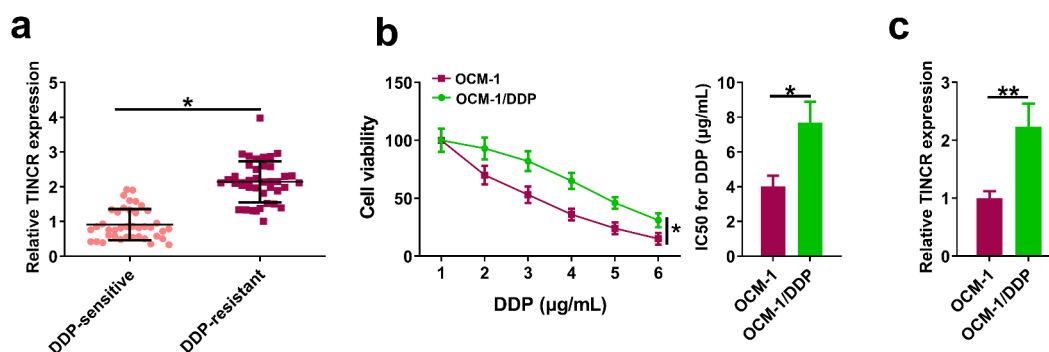 a
Relative TINCR expression
5
4
3
2
1
0
*
DDP-sensitive
DDP-resistant
b
Cell viability
150
100
50
0
OCM-1
OCM-1/DDP
*
1 2 3 4 5 6
DDP (μg/mL)
IC50 for DDP (μg/mL)
10
8
6
4
2
0
*
OCM-1
OCM-1/DDP
c
Relative TINCR expression
3
2
1
0
**
OCM-1
OCM-1/DDP